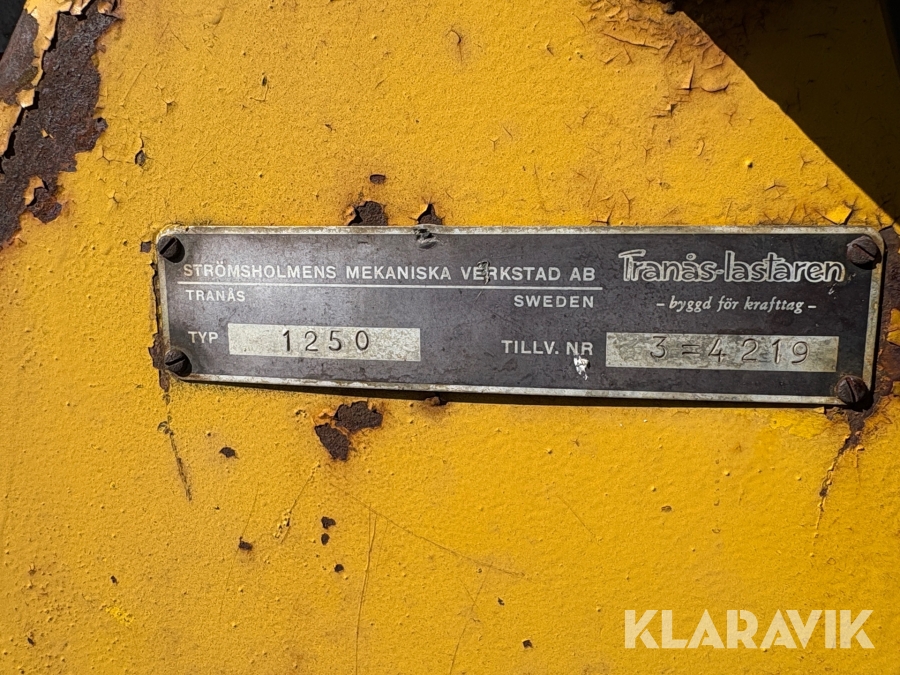 STRÖMSHOLMENS MEKANISKA VERKSTAD AB
TRANÅS SWEDEN
Tranås-lastaren
- byggd för krafttag -
TYP 1250 TILLV. NR 3=4219
KLARAVIK